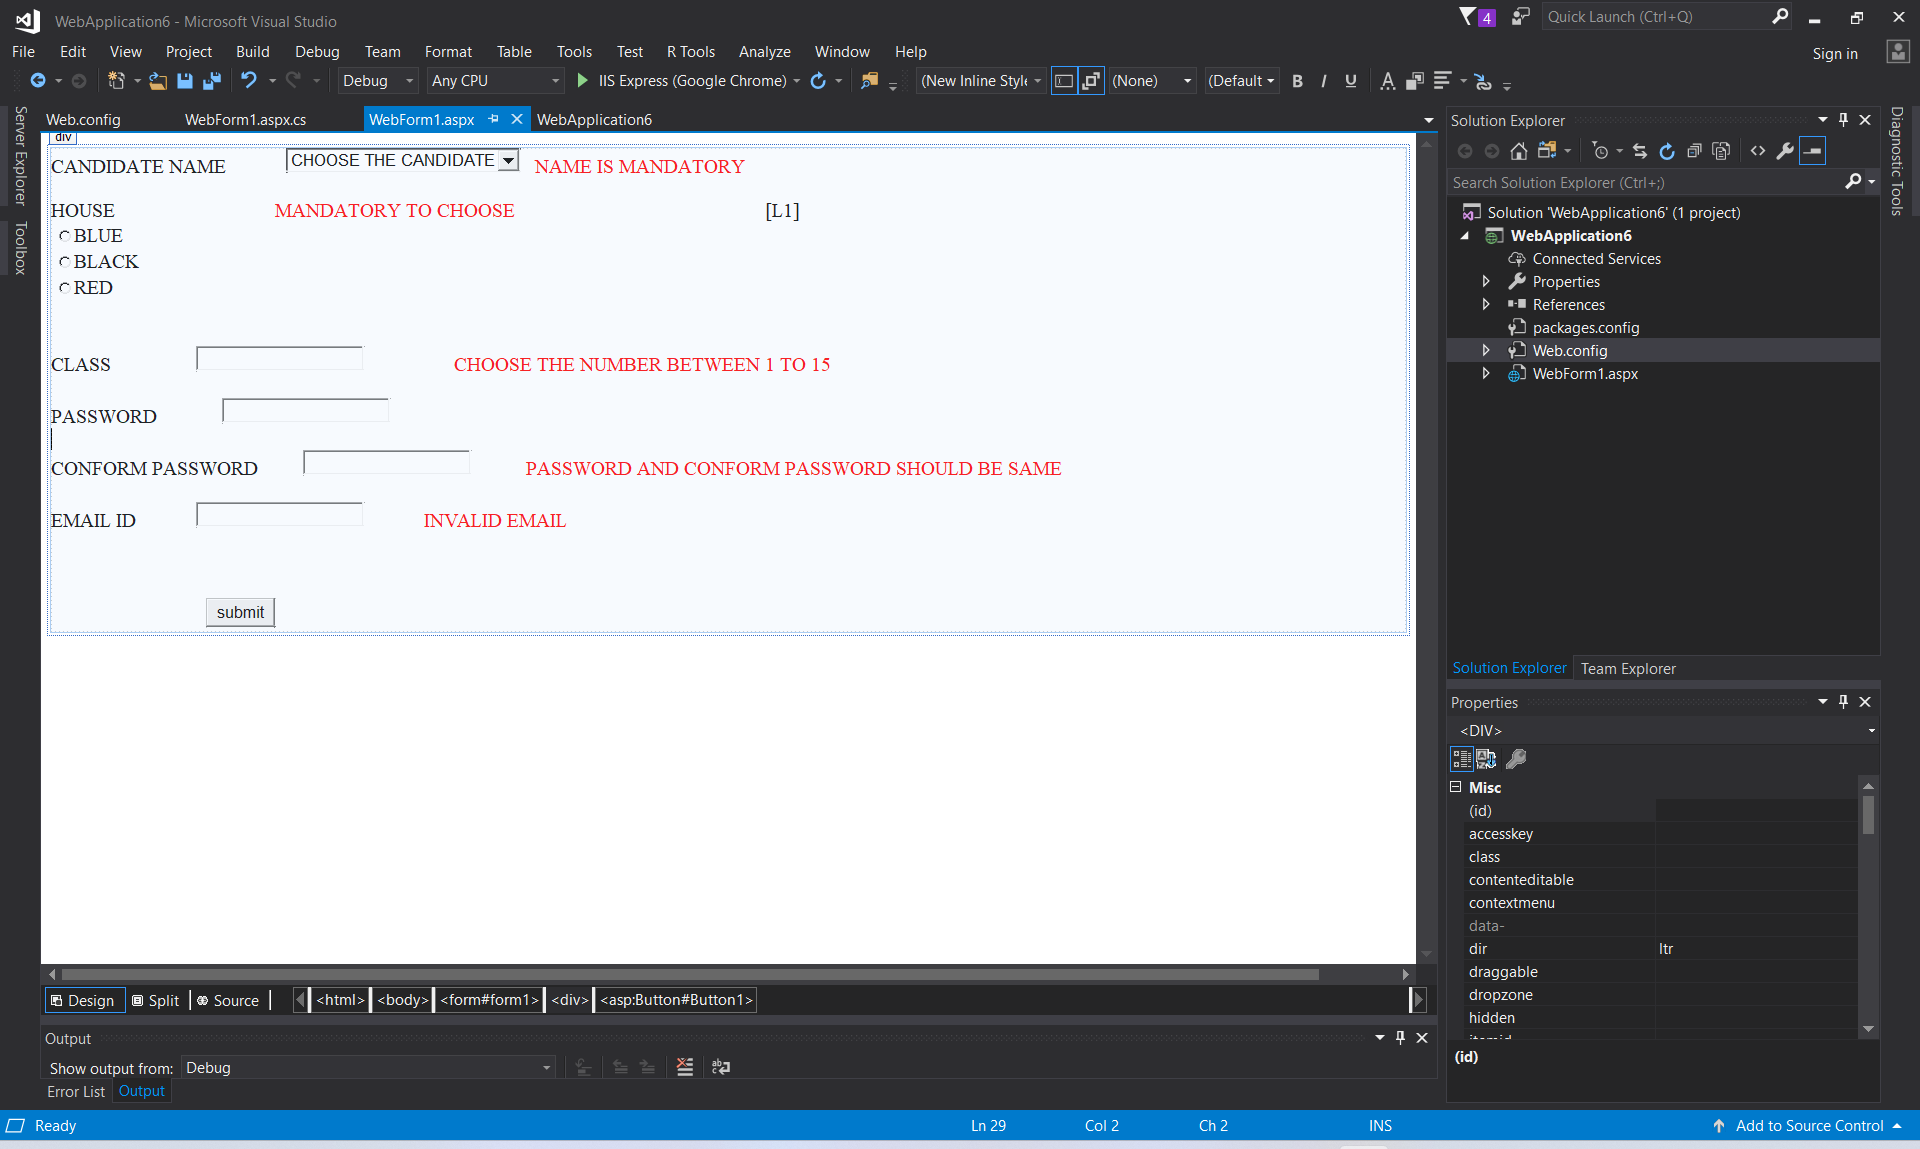 WebApplication6 - Microsoft Visual Studio
4
Quick Launch (Ctrl+Q)
File Edit View Project Build Debug Team Format Table Tools Test R Tools Analyze Window Help
Sign in
Debug Any CPU IIS Express (Google Chrome) (New Inline Style (None) (Default B I U
Server Explorer
Toolbox
Web.config WebForm1.aspx.cs WebForm1.aspx WebApplication6
div
CANDIDATE NAME CHOOSE THE CANDIDATE NAME IS MANDATORY
HOUSE MANDATORY TO CHOOSE [L1]
BLUE
BLACK
RED
CLASS CHOOSE THE NUMBER BETWEEN 1 TO 15
PASSWORD
CONFORM PASSWORD PASSWORD AND CONFORM PASSWORD SHOULD BE SAME
EMAIL ID INVALID EMAIL
submit
Design Split Source <html> <body> <form#form1> <div> <asp:Button#Button1>
Output
Show output from: Debug
Error List Output
Solution Explorer
Search Solution Explorer (Ctrl+;)
Solution 'WebApplication6' (1 project)
WebApplication6
Connected Services
Properties
References
packages.config
Web.config
WebForm1.aspx
Solution Explorer Team Explorer
Properties
<DIV>
Misc
(id)
accesskey
class
contenteditable
contextmenu
data-
dir ltr
draggable
dropzone
hidden
itemid
(id)
Diagnostic Tools
Ready Ln 29 Col 2 Ch 2 INS Add to Source Control